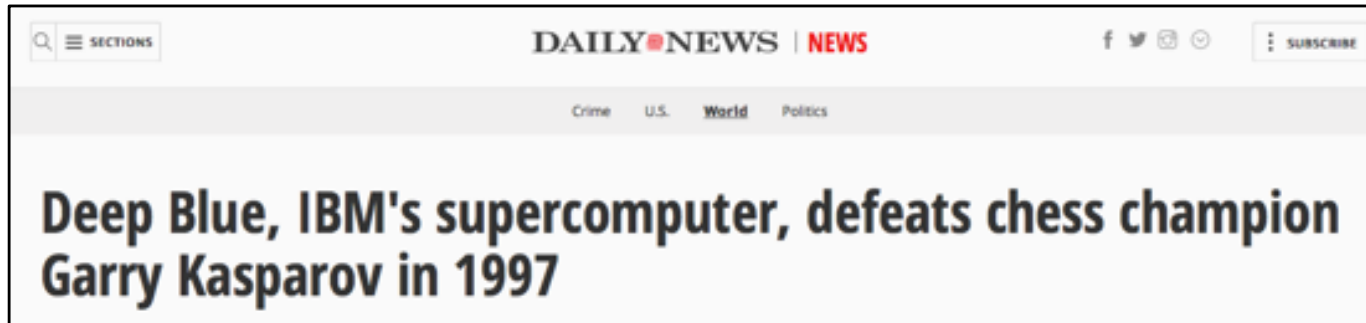 SECTIONS
DAILY NEWS | NEWS
SUBSCRIBE
Crime U.S. World Politics
Deep Blue, IBM's supercomputer, defeats chess champion
Garry Kasparov in 1997